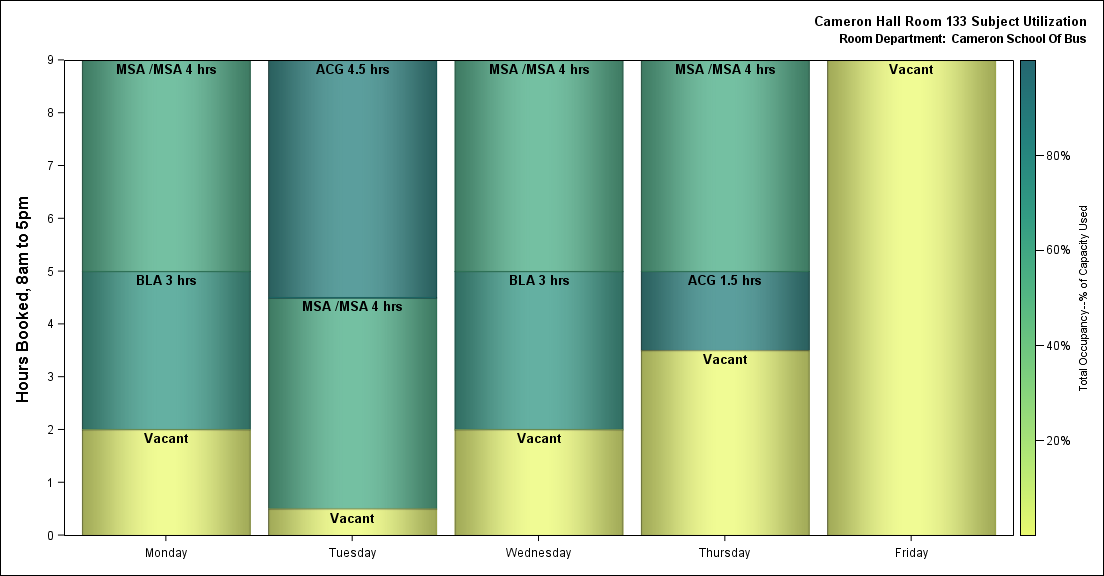 Cameron Hall Room 133 Subject Utilization
Room Department: Cameron School Of Bus
Hours Booked, 8am to 5pm
9
8
7
6
5
4
3
2
1
0
MSA /MSA 4 hrs
BLA 3 hrs
Vacant
ACG 4.5 hrs
MSA /MSA 4 hrs
Vacant
MSA /MSA 4 hrs
BLA 3 hrs
Vacant
MSA /MSA 4 hrs
ACG 1.5 hrs
Vacant
Vacant
Monday
Tuesday
Wednesday
Thursday
Friday
80%
60%
40%
20%
Total Occupancy--% of Capacity Used